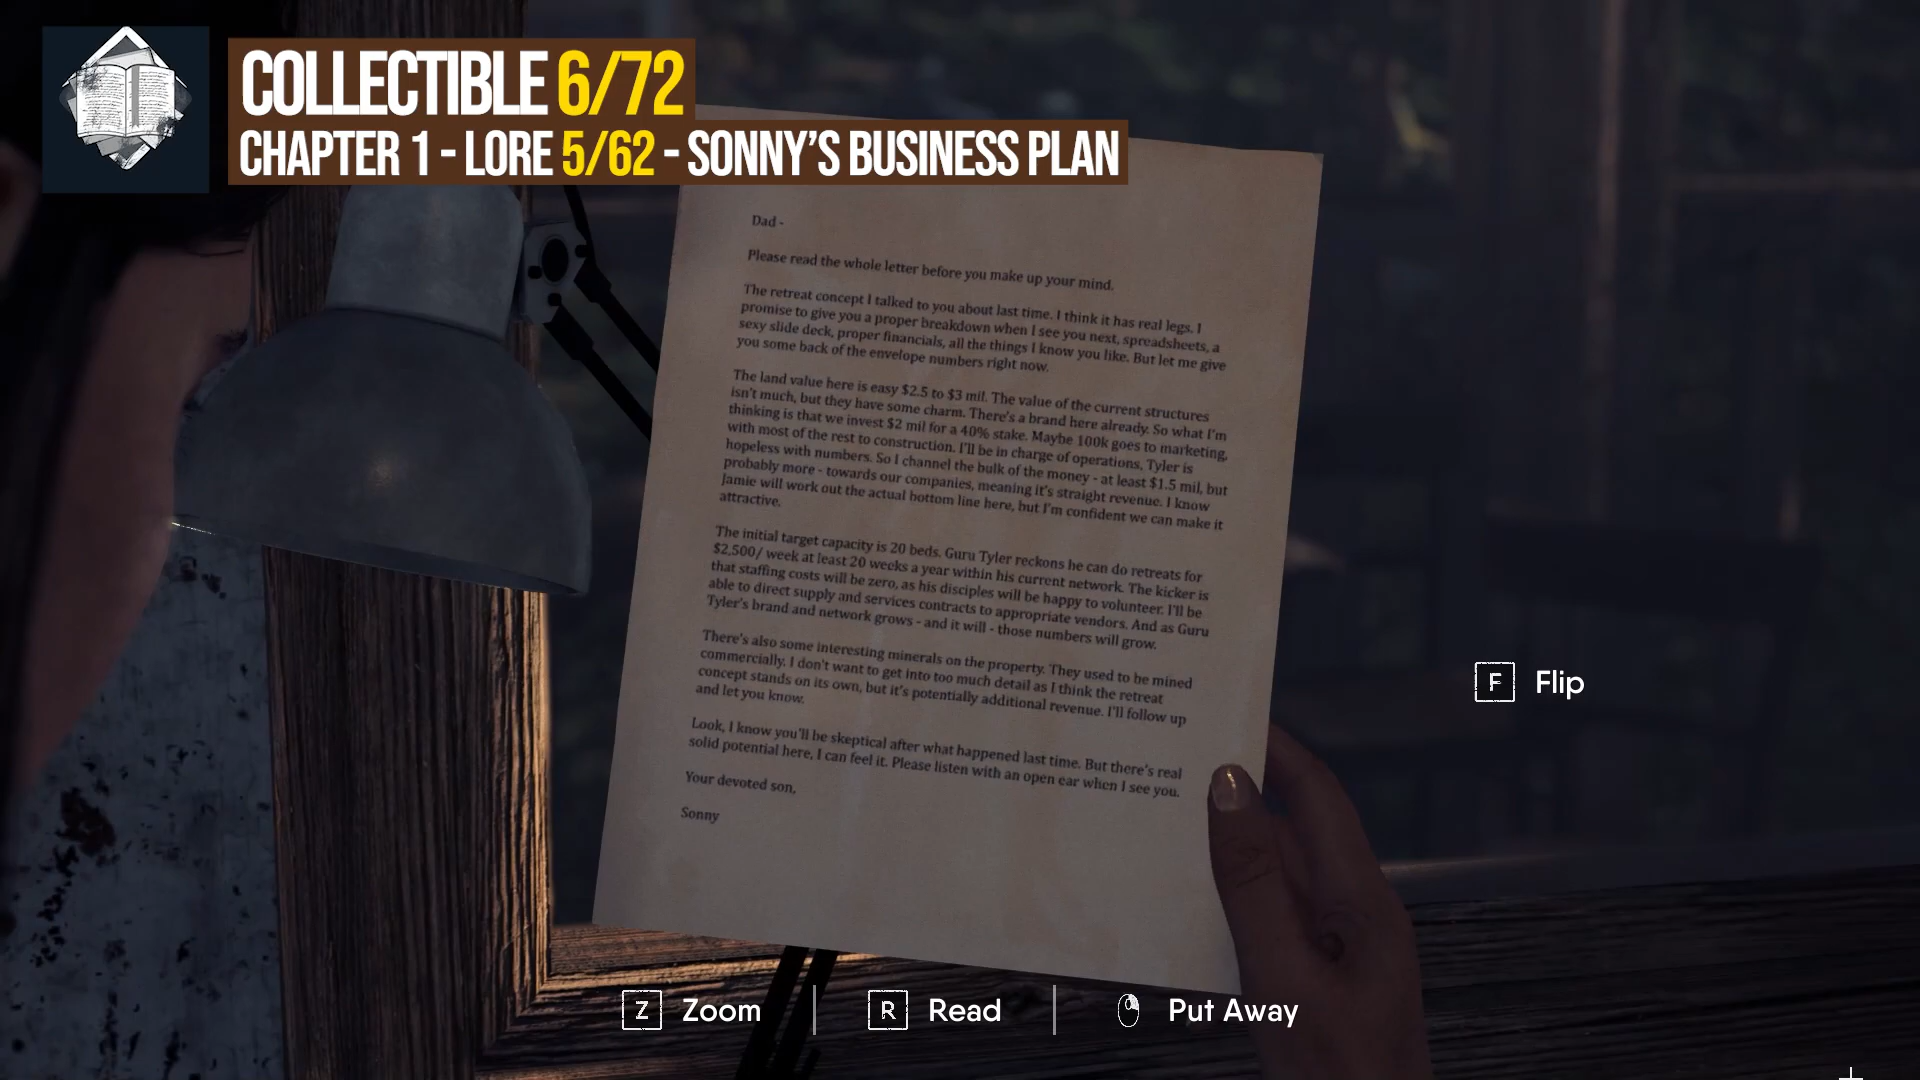 COLLECTIBLE 6/72
CHAPTER 1 - LORE 5/62 - SONNY'S BUSINESS PLAN
Dad -
Please read the whole letter before you make up your mind.
The retreat concept I talked to you about last time. I think it has real legs. I
promise to give you a proper breakdown when I see you next, spreadsheets, a
sexy slide deck, proper financials, all the things I know you like. But let me give
you some back of the envelope numbers right now.
The land value here is easy $2.5 to $3 mil. The value of the current structures
isn't much, but they have some charm. There's a brand here already. So what I'm
thinking is that we invest $2 mil for a 40% stake. Maybe 100k goes to marketing,
with most of the rest to construction. I'll be in charge of operations, Tyler is
hopeless with numbers. So I channel the bulk of the money - at least $1.5 mil, but
probably more - towards our companies, meaning it's straight revenue. I know
Jamie will work out the actual bottom line here, but I'm confident we can make it
attractive.
The initial target capacity is 20 beds. Guru Tyler reckons he can do retreats for
$2,500/ week at least 20 weeks a year within his current network. The kicker is
that staffing costs will be zero, as his disciples will be happy to volunteer. I'll be
able to direct supply and services contracts to appropriate vendors. And as Guru
Tyler's brand and network grows - and it will - those numbers will grow.
There's also some interesting minerals on the property. They used to be mined
commercially. I don't want to get into too much detail as I think the retreat
concept stands on its own, but it's potentially additional revenue. I'll follow up
and let you know.
Look, I know you'll be skeptical after what happened last time. But there's real
solid potential here, I can feel it. Please listen with an open ear when I see you.
Your devoted son,
Sonny
F Flip
Z Zoom
R Read
Put Away